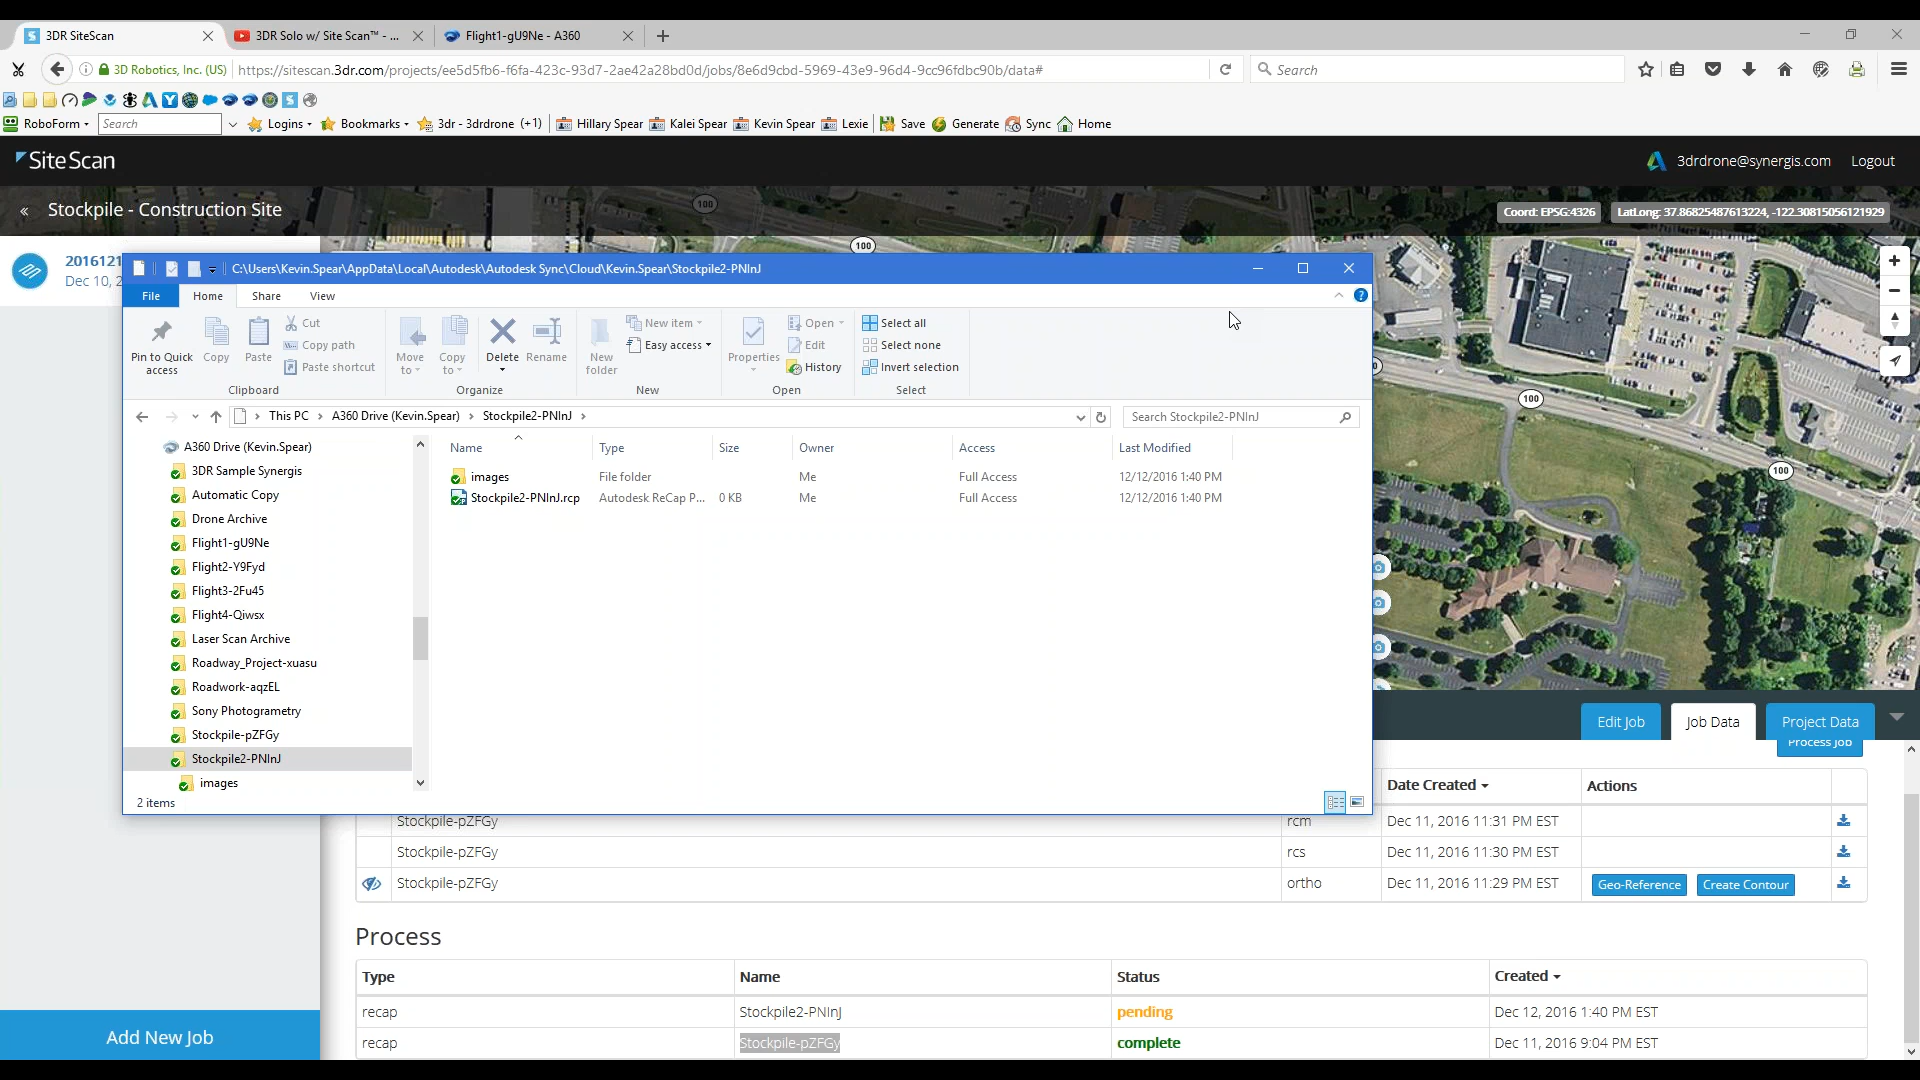 3DR SiteScan
3DR Solo w/ Site Scan™ - ...
Flight1-gU9Ne - A360
3D Robotics, Inc. (US)
https://sitescan.3dr.com/projects/ee5d5fb6-f6fa-423c-93d7-2ae42a28bd0d/jobs/8e6d9cbd-5969-43e9-96d4-9cc96fdbc90b/data#
Search
RoboForm
Search
Logins
Bookmarks
3dr - 3drdrone (+1)
Hillary Spear
Kalei Spear
Kevin Spear
Lexie
Save
Generate
Sync
Home
SiteScan
3drdrone@synergis.com
Logout
« Stockpile - Construction Site
Coord: EPSG:4326
LatLong: 37.86825487613224, -122.30815056121929
100
100
100
100
2016121
Dec 10, 2
C:\Users\Kevin.Spear\AppData\Local\Autodesk\Autodesk Sync\Cloud\Kevin.Spear\Stockpile2-PNlnJ
File
Home
Share
View
Pin to Quick access
Copy
Paste
Cut
Copy path
Paste shortcut
Clipboard
Move to
Copy to
Delete
Rename
Organize
New folder
New item
Easy access
New
Properties
Open
Edit
History
Open
Select all
Select none
Invert selection
Select
This PC > A360 Drive (Kevin.Spear) > Stockpile2-PNlnJ >
Search Stockpile2-PNlnJ
A360 Drive (Kevin.Spear)
3DR Sample Synergis
Automatic Copy
Drone Archive
Flight1-gU9Ne
Flight2-Y9Fyd
Flight3-2Fu45
Flight4-Qiwsx
Laser Scan Archive
Roadway_Project-xuasu
Roadwork-aqzEL
Sony Photogrametry
Stockpile-pZFGy
Stockpile2-PNlnJ
images
2 items
Name Type Size Owner Access Last Modified
images File folder Me Full Access 12/12/2016 1:40 PM
Stockpile2-PNlnJ.rcp Autodesk ReCap P... 0 KB Me Full Access 12/12/2016 1:40 PM
Edit Job
Job Data
Project Data
Process Job
Date Created
Actions
Stockpile-pZFGy rcm Dec 11, 2016 11:31 PM EST
Stockpile-pZFGy rcs Dec 11, 2016 11:30 PM EST
Stockpile-pZFGy ortho Dec 11, 2016 11:29 PM EST Geo-Reference Create Contour
Process
Type Name Status Created
recap Stockpile2-PNlnJ pending Dec 12, 2016 1:40 PM EST
recap Stockpile-pZFGy complete Dec 11, 2016 9:04 PM EST
Add New Job